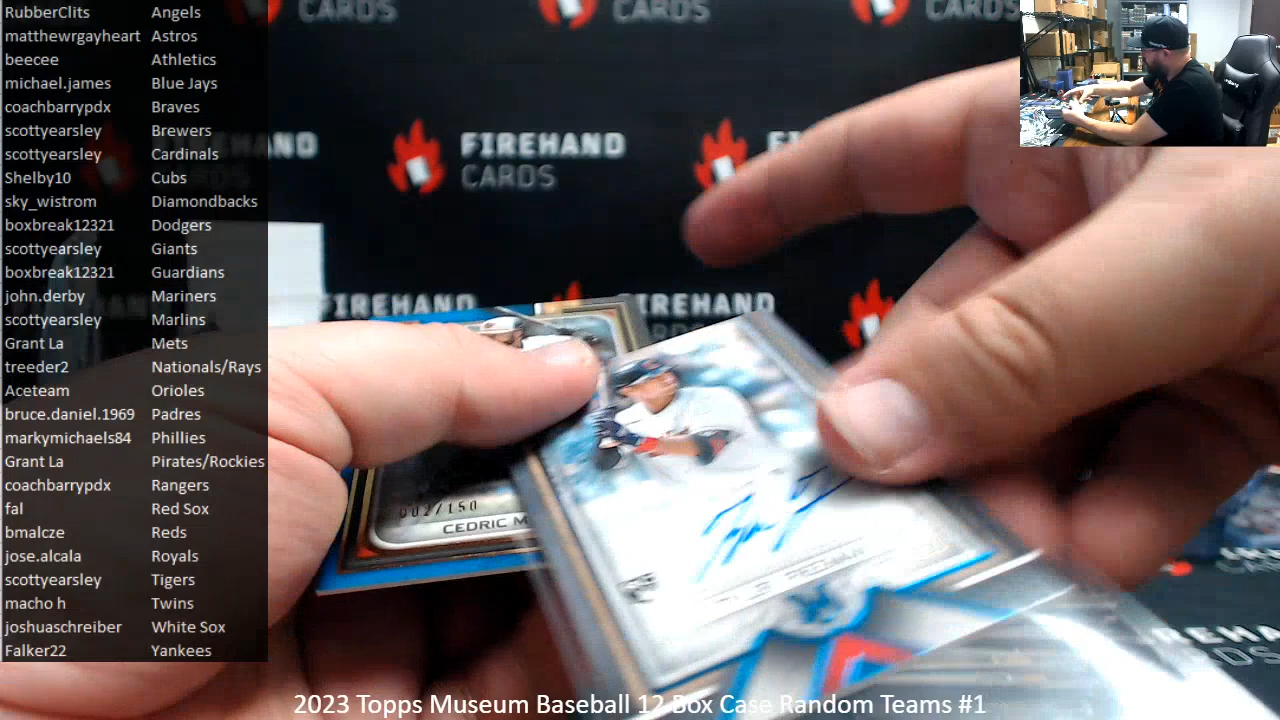 RubberClits Angels
matthewrgayheart Astros
beecee Athletics
michael.james Blue Jays
coachbarrypdx Braves
scottyearsley Brewers
scottyearsley Cardinals
Shelby10 Cubs
sky_wistrom Diamondbacks
boxbreak12321 Dodgers
scottyearsley Giants
boxbreak12321 Guardians
john.derby Mariners
scottyearsley Marlins
Grant La Mets
treeder2 Nationals/Rays
Aceteam Orioles
bruce.daniel.1969 Padres
markymichaels84 Phillies
Grant La Pirates/Rockies
coachbarrypdx Rangers
fal Red Sox
bmalcze Reds
jose.alcala Royals
scottyearsley Tigers
macho h Twins
joshuaschreiber White Sox
Falker22 Yankees
CARDS
CARDS
CARDS
FIREHAND
CARDS
FIREHAND
FIREHAND
CARDS
002/150
CEDRIC M
2023 Topps Museum Baseball 12 Box Case Random Teams #1